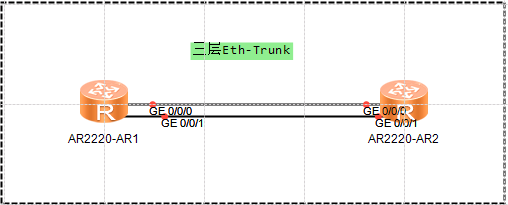 三层Eth-Trunk
GE 0/0/0 GE 0/0/0
GE 0/0/1 GE 0/0/1
AR2220-AR1 AR2220-AR2